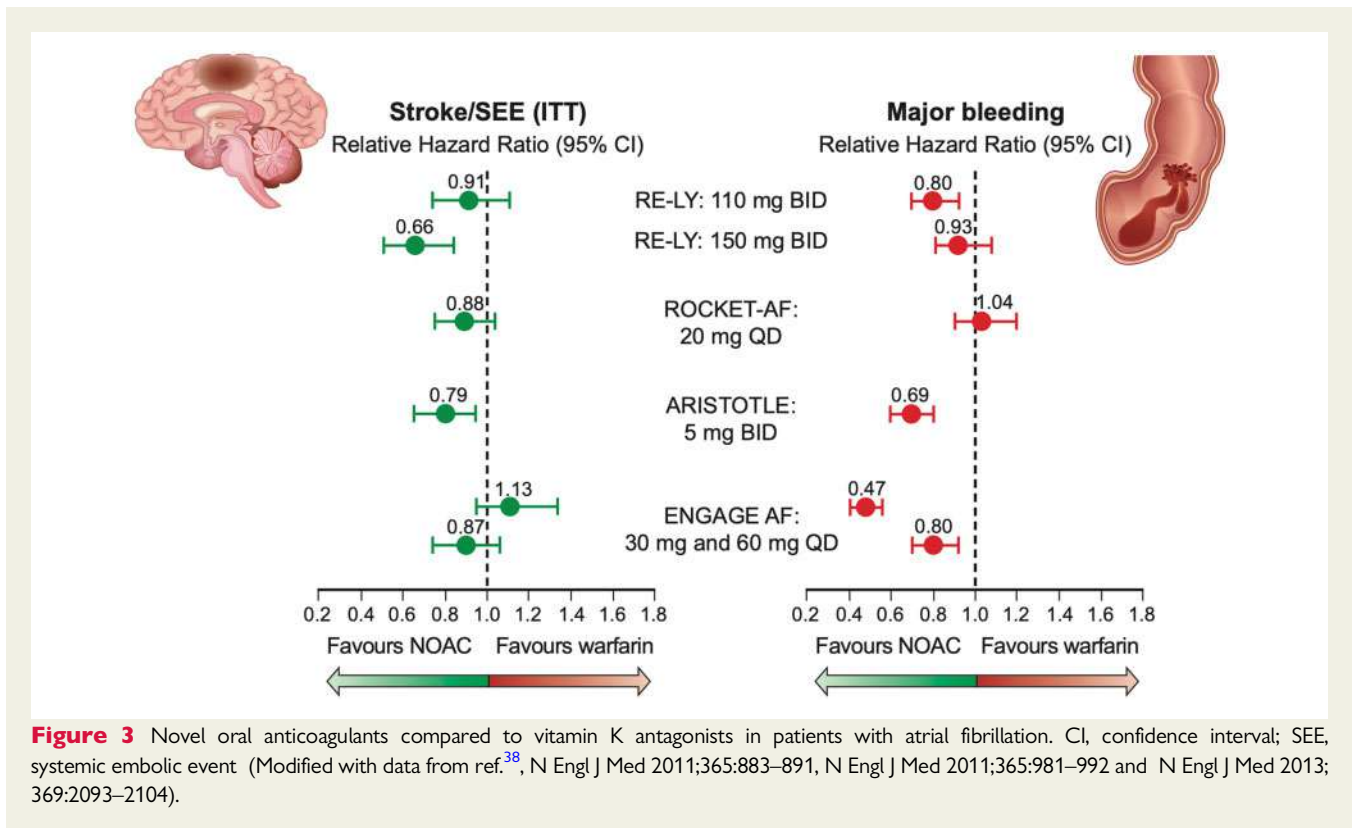 Stroke/SEE (ITT)
Relative Hazard Ratio (95% CI)
Major bleeding
Relative Hazard Ratio (95% CI)
0.91
RE-LY: 110 mg BID
0.80
0.66
RE-LY: 150 mg BID
0.93
0.88
ROCKET-AF:
20 mg QD
1.04
0.79
ARISTOTLE:
5 mg BID
0.69
1.13
0.87
ENGAGE AF:
30 mg and 60 mg QD
0.47
0.80
0.2 0.4 0.6 0.8 1.0 1.2 1.4 1.6 1.8
Favours NOAC Favours warfarin
0.2 0.4 0.6 0.8 1.0 1.2 1.4 1.6 1.8
Favours NOAC Favours warfarin
Figure 3 Novel oral anticoagulants compared to vitamin K antagonists in patients with atrial fibrillation. CI, confidence interval; SEE,
systemic embolic event (Modified with data from ref.38, N Engl J Med 2011;365:883–891, N Engl J Med 2011;365:981–992 and N Engl J Med 2013;
369:2093–2104).